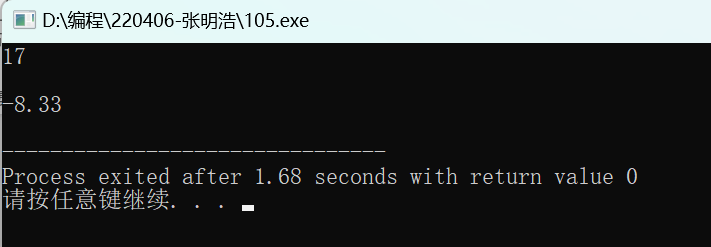 D:\编程\220406-张明浩\105.exe
17
-8.33
--------------------------------
Process exited after 1.68 seconds with return value 0
请按任意键继续. . .